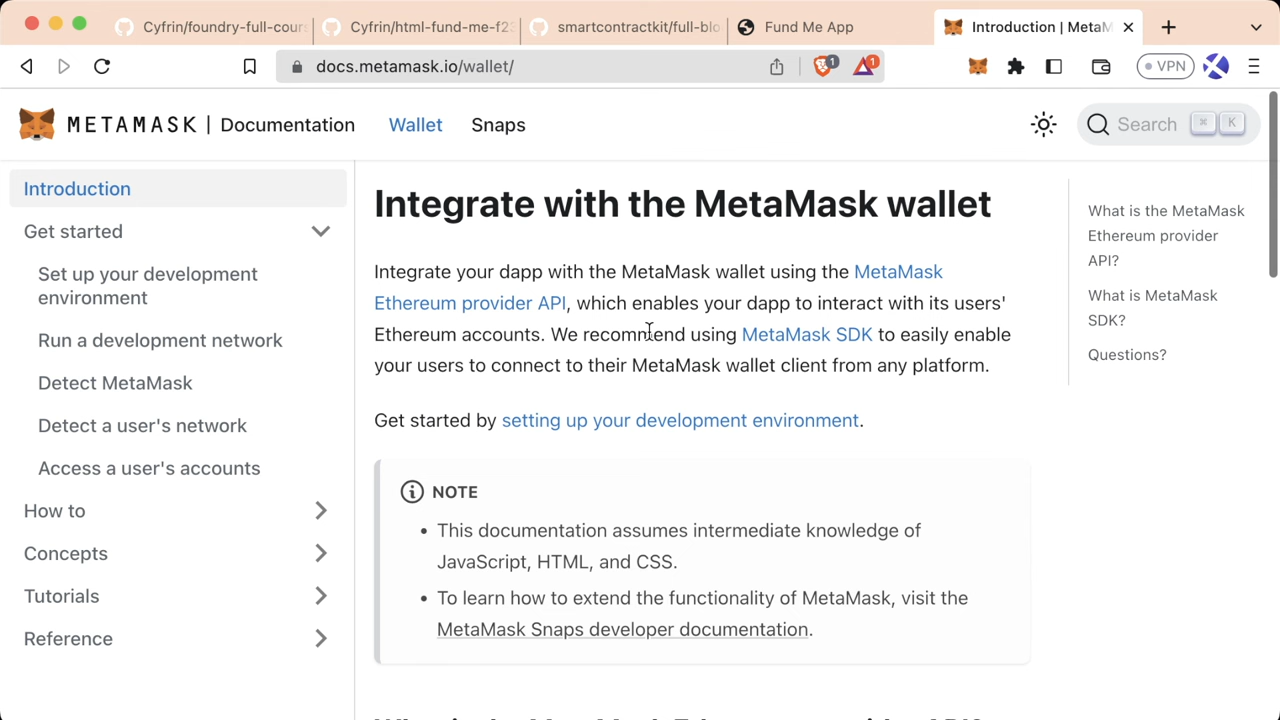 Cyfrin/foundry-full-cours
Cyfrin/html-fund-me-f23
smartcontractkit/full-blo
Fund Me App
Introduction | MetaM
docs.metamask.io/wallet/
1
1
VPN
METAMASK | Documentation
Wallet
Snaps
Search
⌘
K
Introduction
Get started
Set up your development
environment
Run a development network
Detect MetaMask
Detect a user's network
Access a user's accounts
How to
Concepts
Tutorials
Reference
Integrate with the MetaMask wallet
Integrate your dapp with the MetaMask wallet using the MetaMask
Ethereum provider API, which enables your dapp to interact with its users'
Ethereum accounts. We recommend using MetaMask SDK to easily enable
your users to connect to their MetaMask wallet client from any platform.
Get started by setting up your development environment.
NOTE
• This documentation assumes intermediate knowledge of
JavaScript, HTML, and CSS.
• To learn how to extend the functionality of MetaMask, visit the
MetaMask Snaps developer documentation.
What is the MetaMask
Ethereum provider
API?
What is MetaMask
SDK?
Questions?